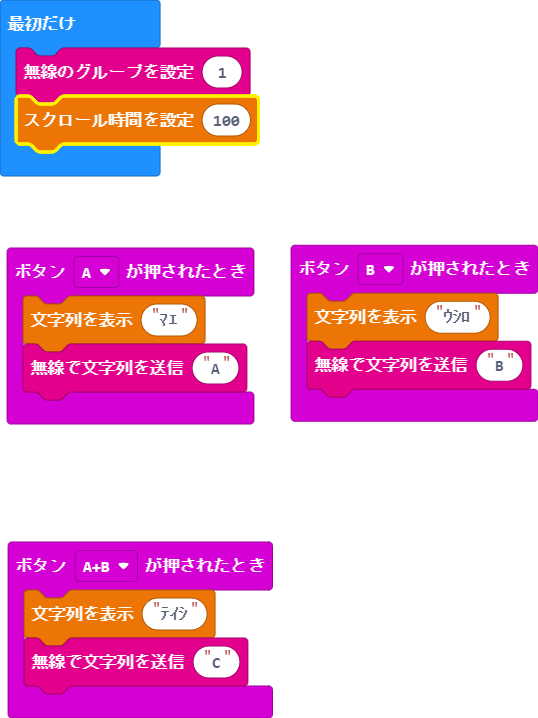 最初だけ
無線のグループを設定 1
スクロール時間を設定 100
ボタン A が押されたとき
文字列を表示 "ﾏｴ"
無線で文字列を送信 "A"
ボタン B が押されたとき
文字列を表示 "ｳｼﾛ"
無線で文字列を送信 "B"
ボタン A+B が押されたとき
文字列を表示 "ﾃｲｼ"
無線で文字列を送信 "C"